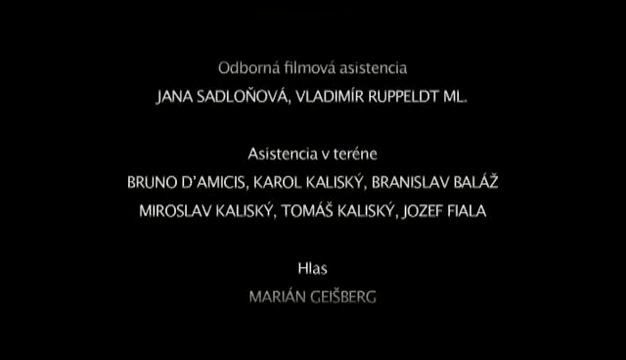 Odborná filmová asistencia
JANA SADLOŇOVÁ, VLADIMÍR RUPPELDT ML.
Asistencia v teréne
BRUNO D'AMICIS, KAROL KALISKÝ, BRANISLAV BALÁŽ
MIROSLAV KALISKÝ, TOMÁŠ KALISKÝ, JOZEF FIALA
Hlas
MARIÁN GEIŠBERG